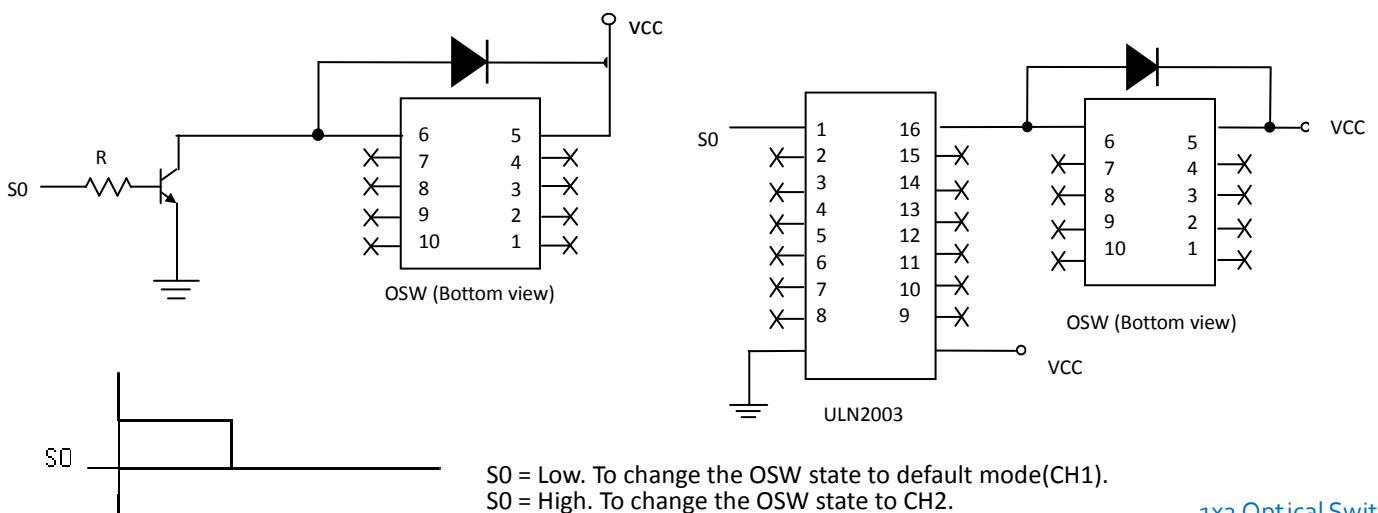 VCC
R
S0
6 5
7 4
8 3
9 2
10 1
OSW (Bottom view)
S0
1 16
2 15
3 14
4 13
5 12
6 11
7 10
8 9
ULN2003
VCC
6 5
7 4
8 3
9 2
10 1
VCC
OSW (Bottom view)
S0
S0 = Low. To change the OSW state to default mode(CH1).
S0 = High. To change the OSW state to CH2.
Optical